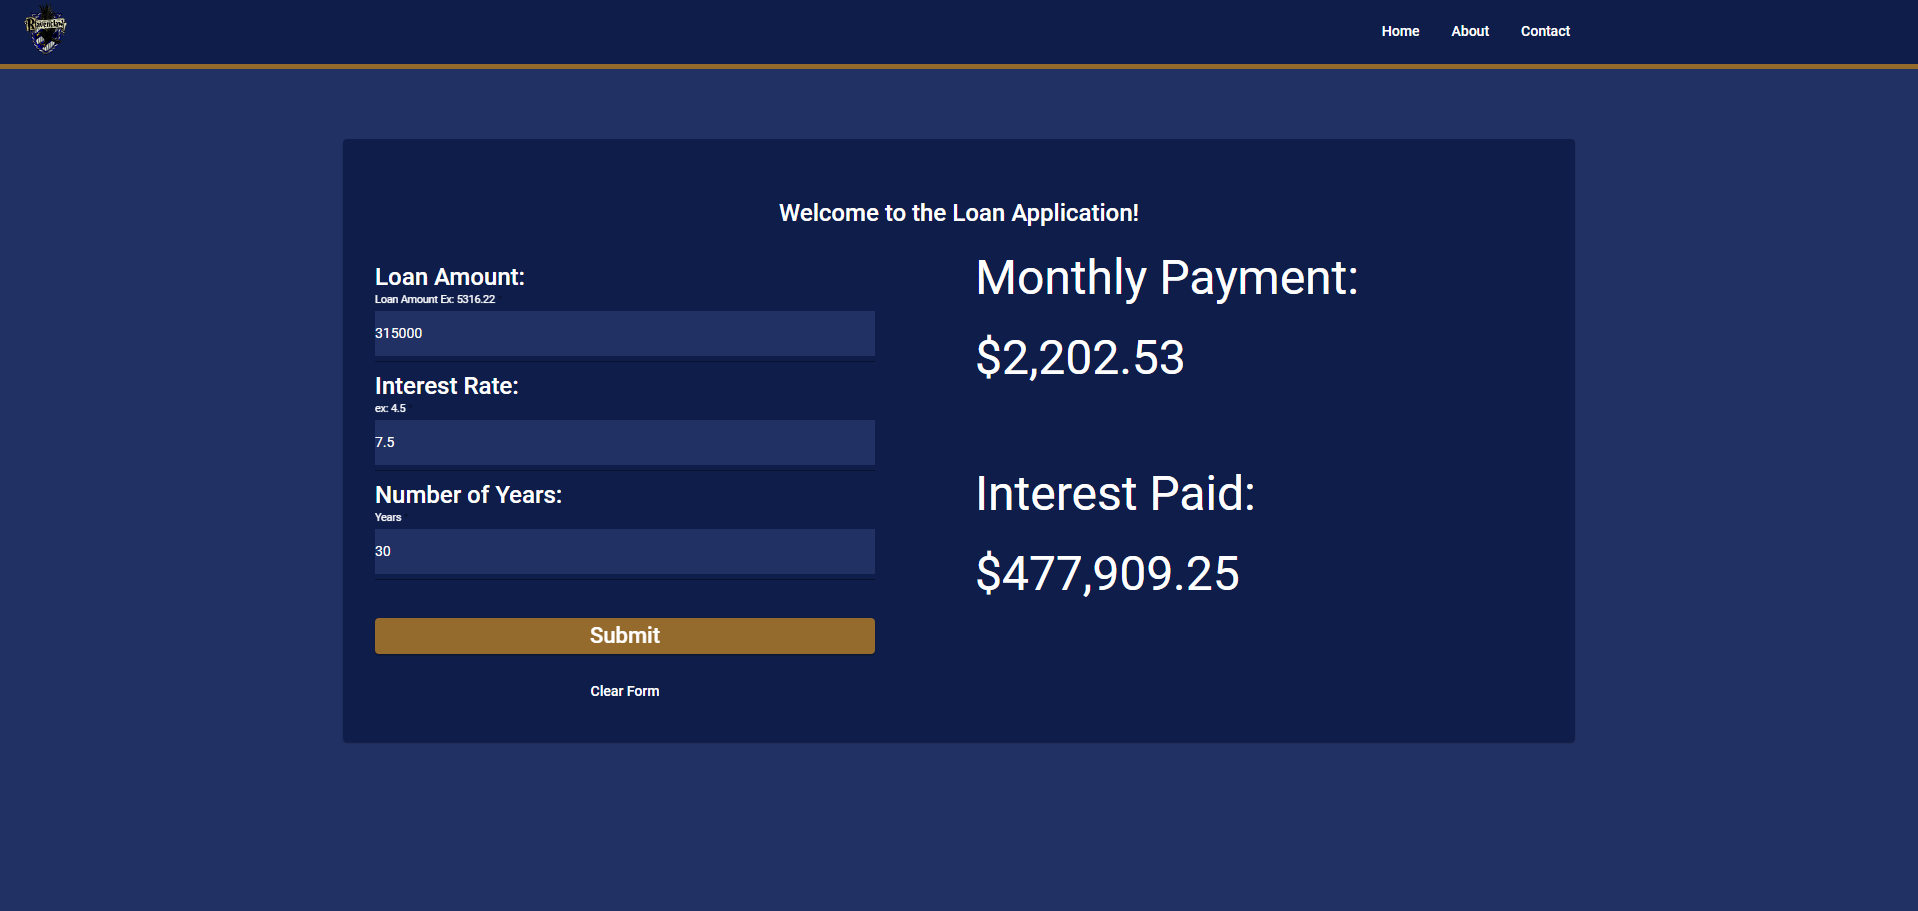 Ravenclaw
Home
About
Contact
Welcome to the Loan Application!
Loan Amount:
Loan Amount Ex: 5316.22
315000
Interest Rate:
ex: 4.5
7.5
Number of Years:
Years
30
Submit
Clear Form
Monthly Payment:
$2,202.53
Interest Paid:
$477,909.25